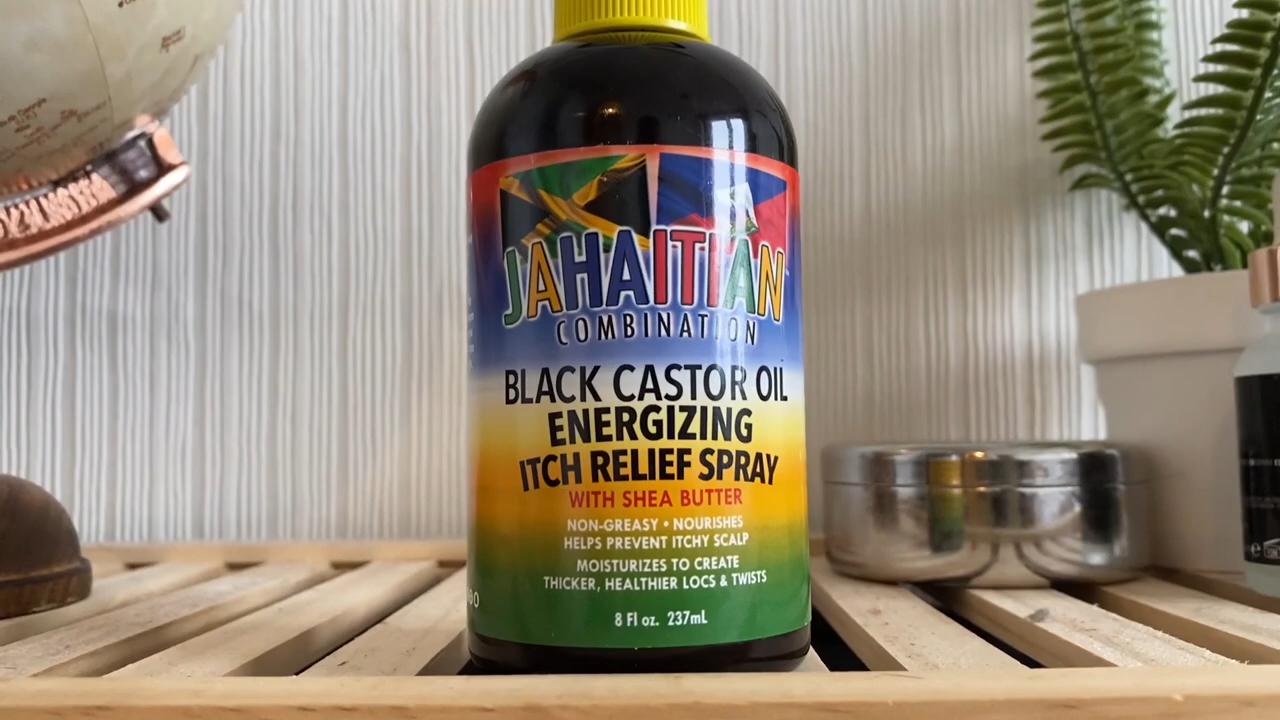 JAHAITIAN
COMBINATION
BLACK CASTOR OIL
ENERGIZING
ITCH RELIEF SPRAY
WITH SHEA BUTTER
NON-GREASY • NOURISHES
HELPS PREVENT ITCHY SCALP
MOISTURIZES TO CREATE
THICKER, HEALTHIER LOCS & TWISTS
8 Fl oz. 237mL